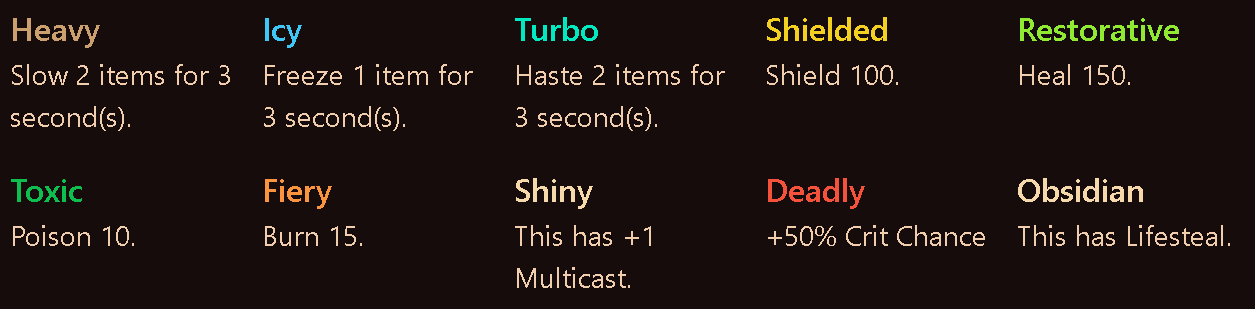 Heavy
Slow 2 items for 3
second(s).
Icy
Freeze 1 item for
3 second(s).
Turbo
Haste 2 items for
3 second(s).
Shielded
Shield 100.
Restorative
Heal 150.
Toxic
Poison 10.
Fiery
Burn 15.
Shiny
This has +1
Multicast.
Deadly
+50% Crit Chance
Obsidian
This has Lifesteal.